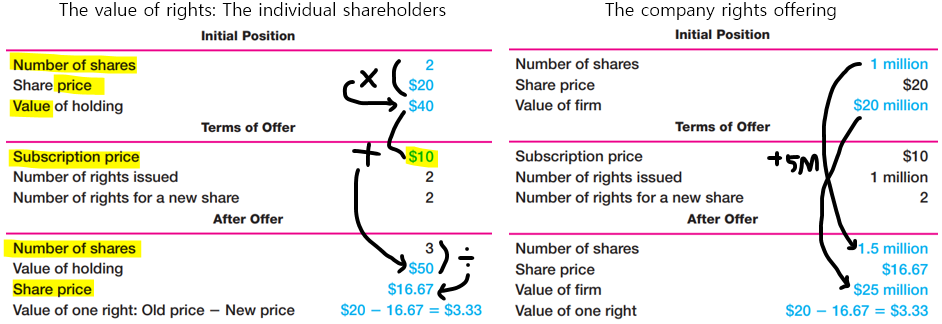 The value of rights: The individual shareholders
Initial Position
Number of shares 2
Share price $20
Value of holding $40
×
Terms of Offer
+
Subscription price $10
Number of rights issued 2
Number of rights for a new share 2
After Offer
Number of shares 3
Value of holding $50
÷
Share price $16.67
Value of one right: Old price − New price $20 − 16.67 = $3.33
The company rights offering
Initial Position
Number of shares 1 million
Share price $20
Value of firm $20 million
Terms of Offer
Subscription price $10
+5M
Number of rights issued 1 million
Number of rights for a new share 2
After Offer
Number of shares 1.5 million
Share price $16.67
Value of firm $25 million
Value of one right $20 − 16.67 = $3.33